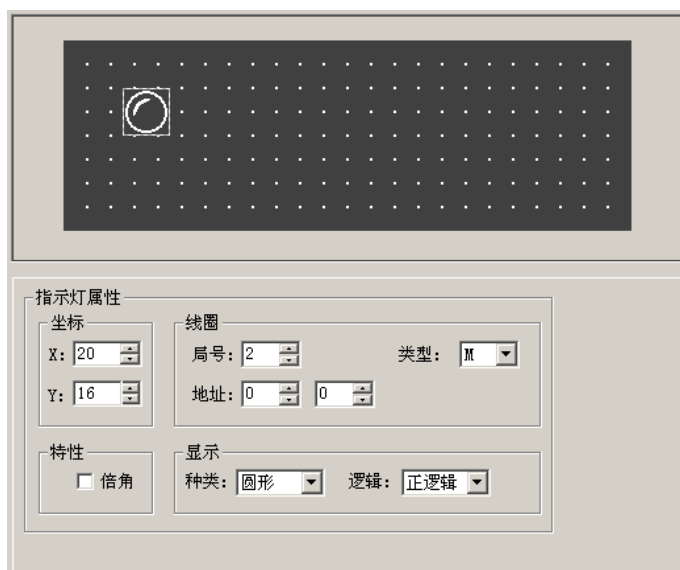 指示灯属性
坐标
X: 20
Y: 16
线圈
局号: 2 类型: M
地址: 0 0
特性
倍角
显示
种类: 圆形 逻辑: 正逻辑